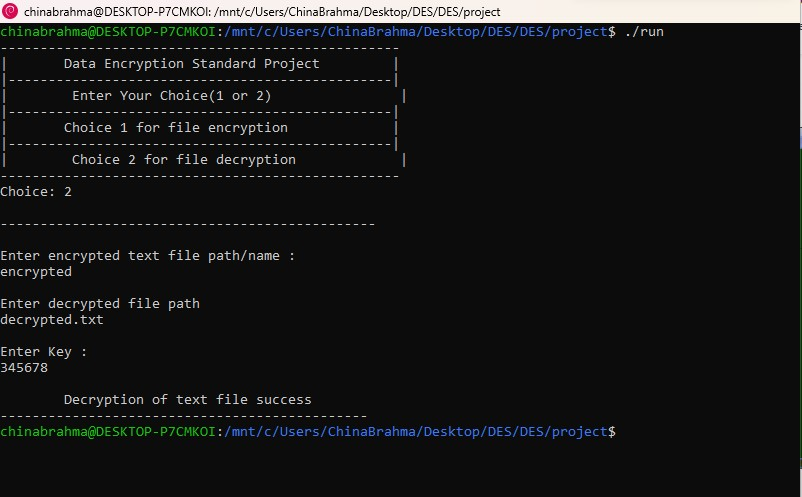 chinabrahma@DESKTOP-P7CMKOI: /mnt/c/Users/ChinaBrahma/Desktop/DES/DES/project
chinabrahma@DESKTOP-P7CMKOI:/mnt/c/Users/ChinaBrahma/Desktop/DES/DES/project$ ./run
--------------------------------------------------
|       Data Encryption Standard Project         |
|------------------------------------------------|
|        Enter Your Choice(1 or 2)                |
|------------------------------------------------|
|       Choice 1 for file encryption             |
|------------------------------------------------|
|        Choice 2 for file decryption             |
--------------------------------------------------
Choice: 2
-----------------------------------------------
Enter encrypted text file path/name :
encrypted
Enter decrypted file path
decrypted.txt
Enter Key :
345678
        Decryption of text file success
----------------------------------------------
chinabrahma@DESKTOP-P7CMKOI:/mnt/c/Users/ChinaBrahma/Desktop/DES/DES/project$